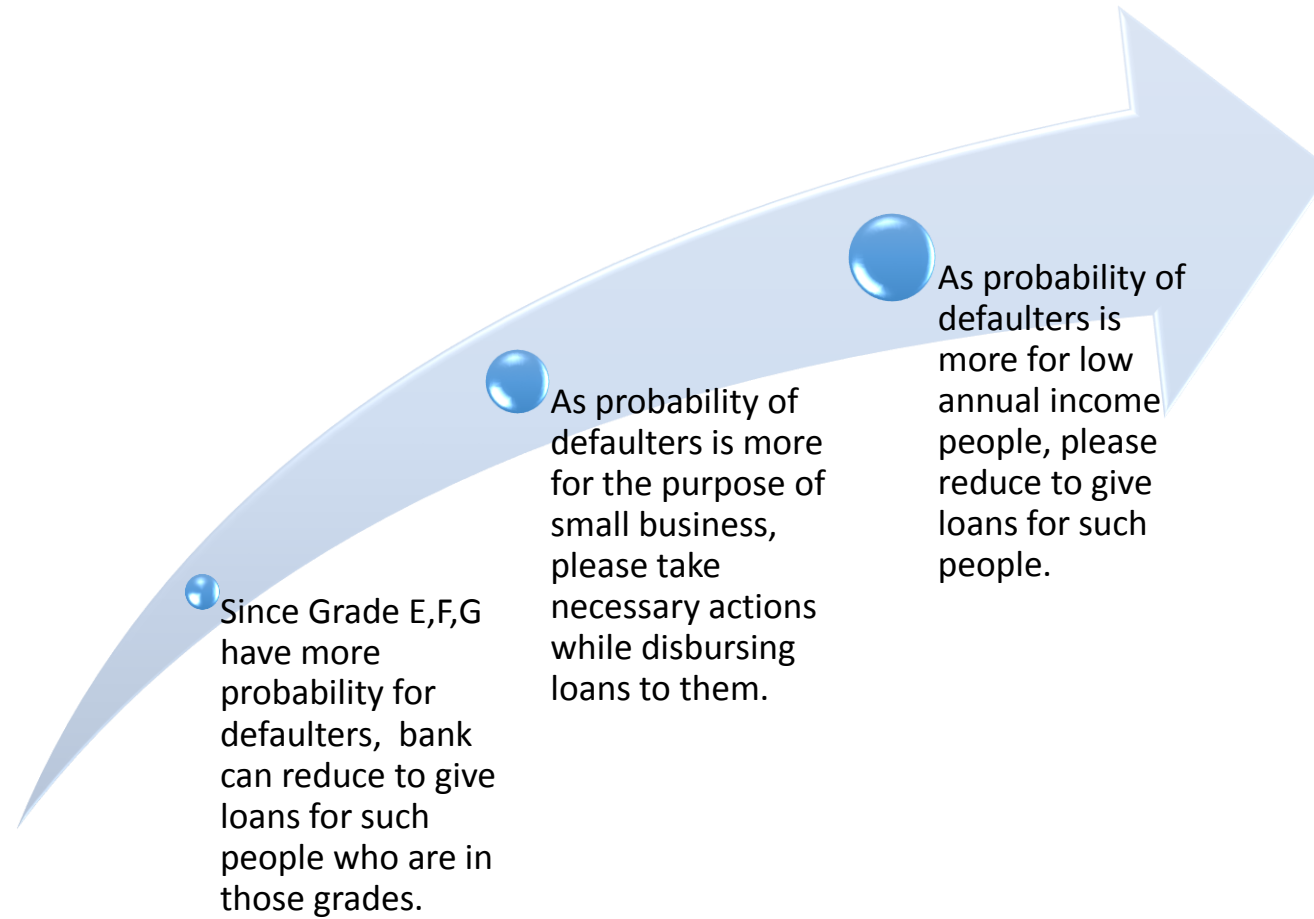 Since Grade E,F,G
have more
probability for
defaulters,  bank
can reduce to give
loans for such
people who are in
those grades.
As probability of
defaulters is more
for the purpose of
small business,
please take
necessary actions
while disbursing
loans to them.
As probability of
defaulters is
more for low
annual income
people, please
reduce to give
loans for such
people.